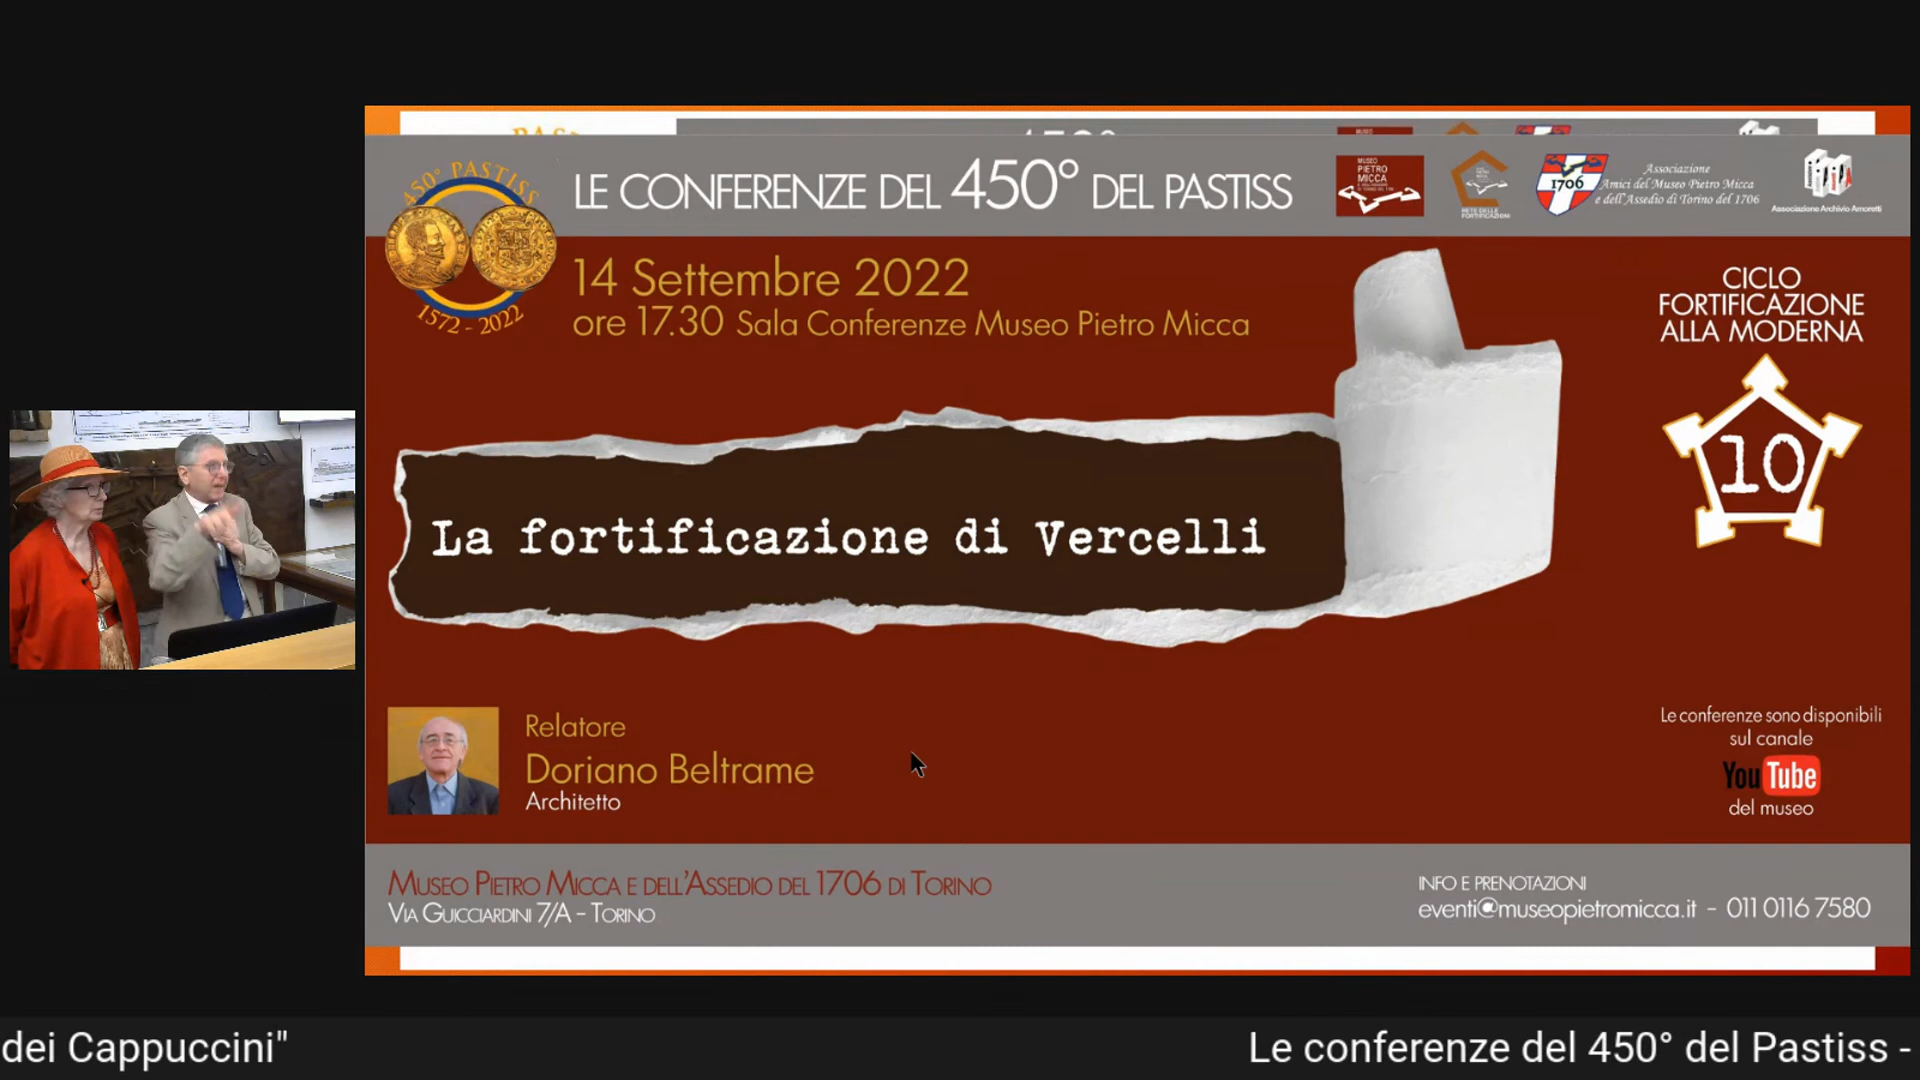 450° PASTISS
1572 - 2022
LE CONFERENZE DEL 450° DEL PASTISS
MUSEO
PIETRO
MICCA
RETE DELLE
FORTIFICAZIONI
1706
Associazione
Amici del Museo Pietro Micca
e dell'Assedio di Torino del 1706
Associazione Archivio Amoretti
14 Settembre 2022
ore 17.30 Sala Conferenze Museo Pietro Micca
CICLO
FORTIFICAZIONE
ALLA MODERNA
10
La fortificazione di Vercelli
Relatore
Doriano Beltrame
Architetto
Le conferenze sono disponibili
sul canale
YouTube
del museo
MUSEO PIETRO MICCA E DELL'ASSEDIO DEL 1706 DI TORINO
VIA GUICCIARDINI 7/A - TORINO
INFO E PRENOTAZIONI
eventi@museopietromicca.it - 011 0116 7580
dei Cappuccini"
Le conferenze del 450° del Pastiss -